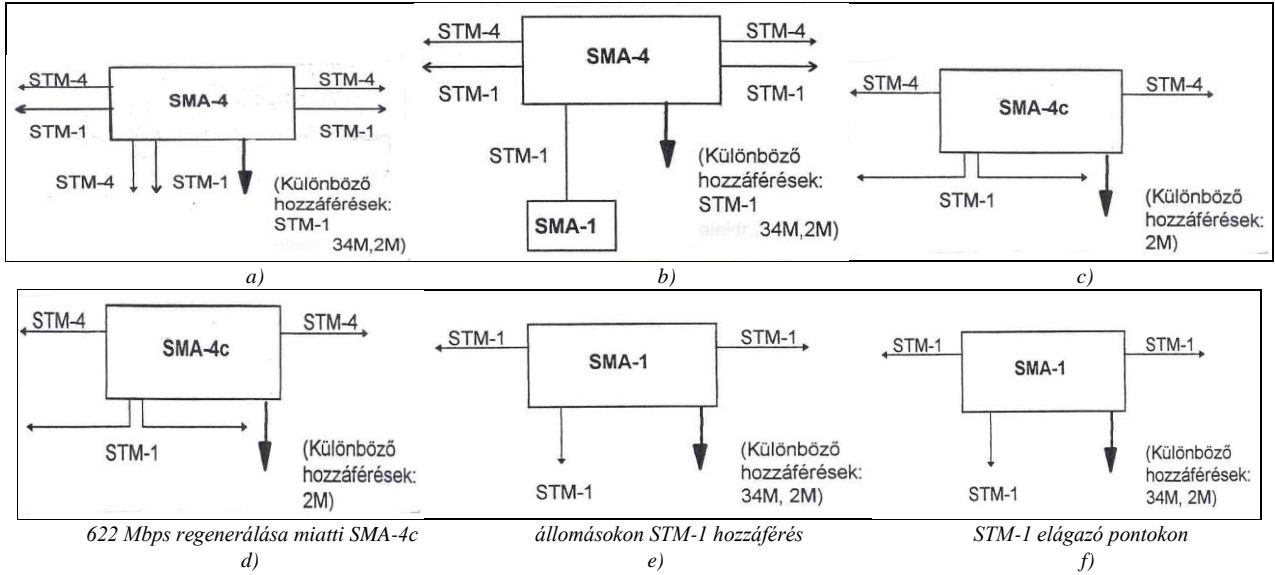 STM-4
STM-4
SMA-4
STM-1
STM-1
STM-4
STM-1
(Különböző
hozzáférések:
STM-1
34M,2M)
a)
STM-4
STM-4
SMA-4
STM-1
STM-1
STM-1
(Különböző
hozzáférések:
STM-1
elektr. 34M,2M)
SMA-1
b)
STM-4
STM-4
SMA-4c
STM-1
(Különböző
hozzáférések:
2M)
c)
STM-4
STM-4
SMA-4c
STM-1
(Különböző
hozzáférések:
2M)
622 Mbps regenerálása miatti SMA-4c
d)
STM-1
STM-1
SMA-1
STM-1
(Különböző
hozzáférések:
34M, 2M)
állomásokon STM-1 hozzáférés
e)
STM-1
STM-1
SMA-1
STM-1
(Különböző
hozzáférések:
34M, 2M)
STM-1 elágazó pontokon
f)